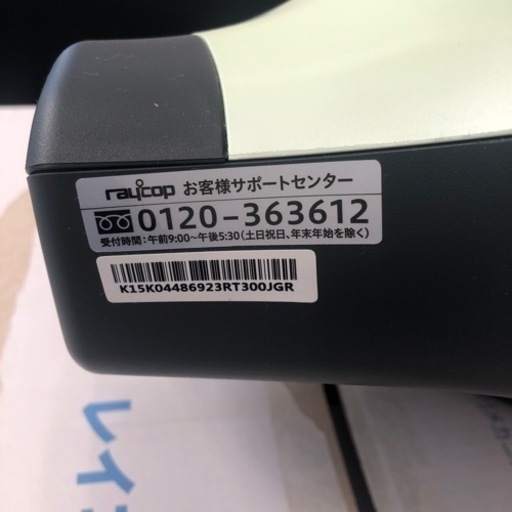 raycop お客様サポートセンター
0120-363612
受付時間：午前9:00～午後5:30（土日祝日、年末年始を除く）
K15K04486923RT300JGR
レイ